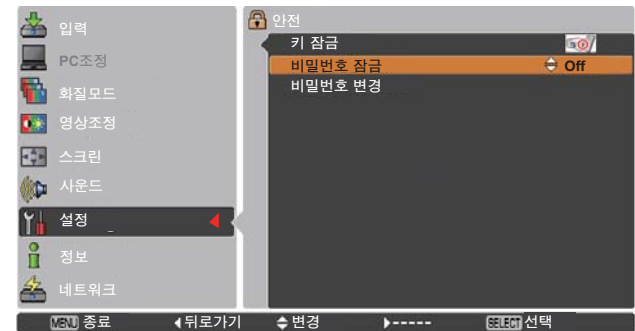 입력
PC조정
화질모드
영상조정
스크린
사운드
설정
정보
네트워크
안전
키 잠금
비밀번호 잠금 Off
비밀번호 변경
MENU 종료 뒤로가기 변경 ----- SELECT 선택